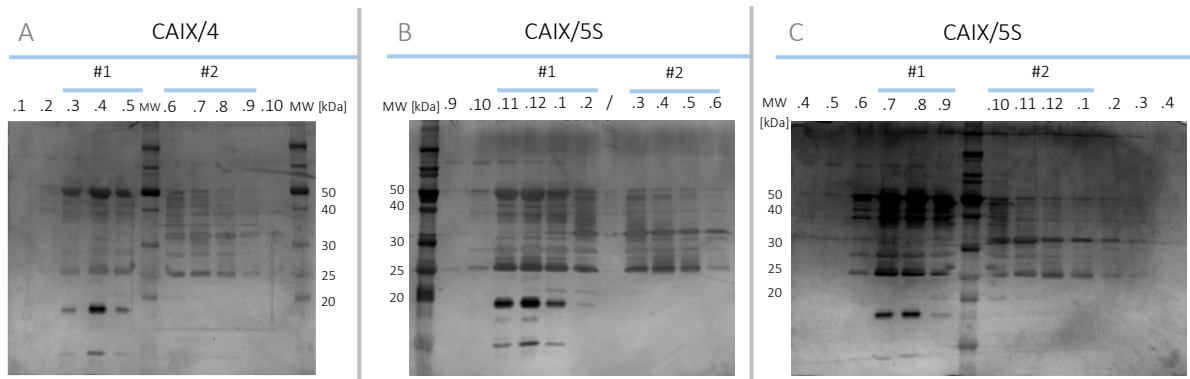 A
CAIX/4
#1
#2
.1 .2 .3 .4 .5 MW .6 .7 .8 .9 .10 MW [kDa]
50
40
30
25
20
B
CAIX/5S
#1
#2
MW [kDa] .9 .10 .11 .12 .1 .2 / .3 .4 .5 .6
50
40
30
25
20
C
CAIX/5S
#1
#2
MW .4 .5 .6 .7 .8 .9 .10 .11 .12 .1 .2 .3 .4
[kDa]
50
40
30
25
20